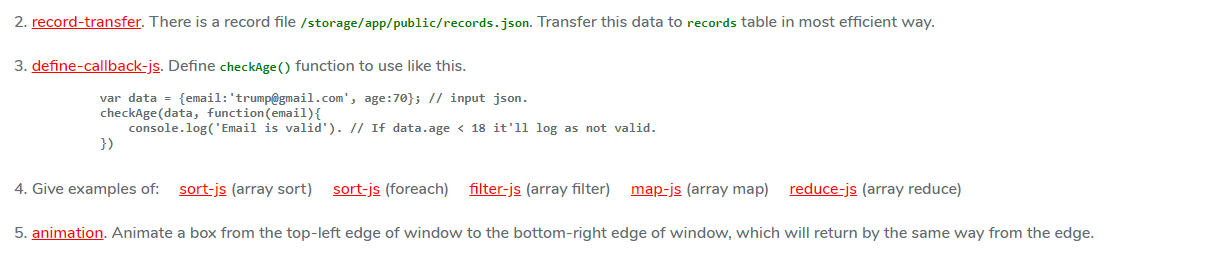 2. record-transfer. There is a record file /storage/app/public/records.json. Transfer this data to records table in most efficient way.
3. define-callback-js. Define checkAge() function to use like this.
var data = {email:'trump@gmail.com', age:70}; // input json.
checkAge(data, function(email){
    console.log('Email is valid'). // If data.age < 18 it'll log as not valid.
})
4. Give examples of: sort-js (array sort) sort-js (foreach) filter-js (array filter) map-js (array map) reduce-js (array reduce)
5. animation. Animate a box from the top-left edge of window to the bottom-right edge of window, which will return by the same way from the edge.